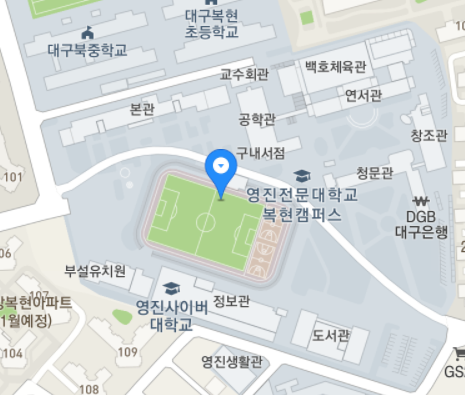 대구북중학교
대구복현
초등학교
교수회관
백호체육관
연서관
본관
공학관
창조관
구내서점
청문관
101
영진전문대학교
복현캠퍼스
DGB
대구은행
06
부설유치원
107
복현아파트
1월예정)
영진사이버
대학교
정보관
도서관
104
109
영진생활관
108
GS